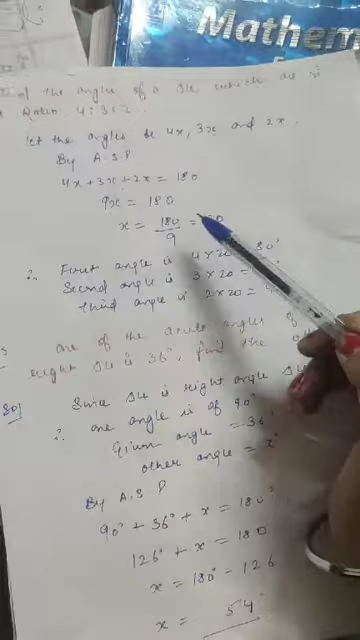 Mathem
of the angles of a Δle which are in
Ratio 4:3:2
let the angles be 4x, 3x and 2x.
By A.S.P
4x+3x+2x = 180
9x = 180
x = 180/9 =
∴ First angle is 4×20 80°
Second angle is 3×20 =
third angle is 2×20 =
one of the acute angles of
right Δle is 36°, find the
Sol Since Δle is right angle
∴ one angle is of 90°
Given angle = 36°
other angle = x°
By A.S.P
90° + 36° + x = 180°
126° + x = 180
x = 180° - 126
x = 54°